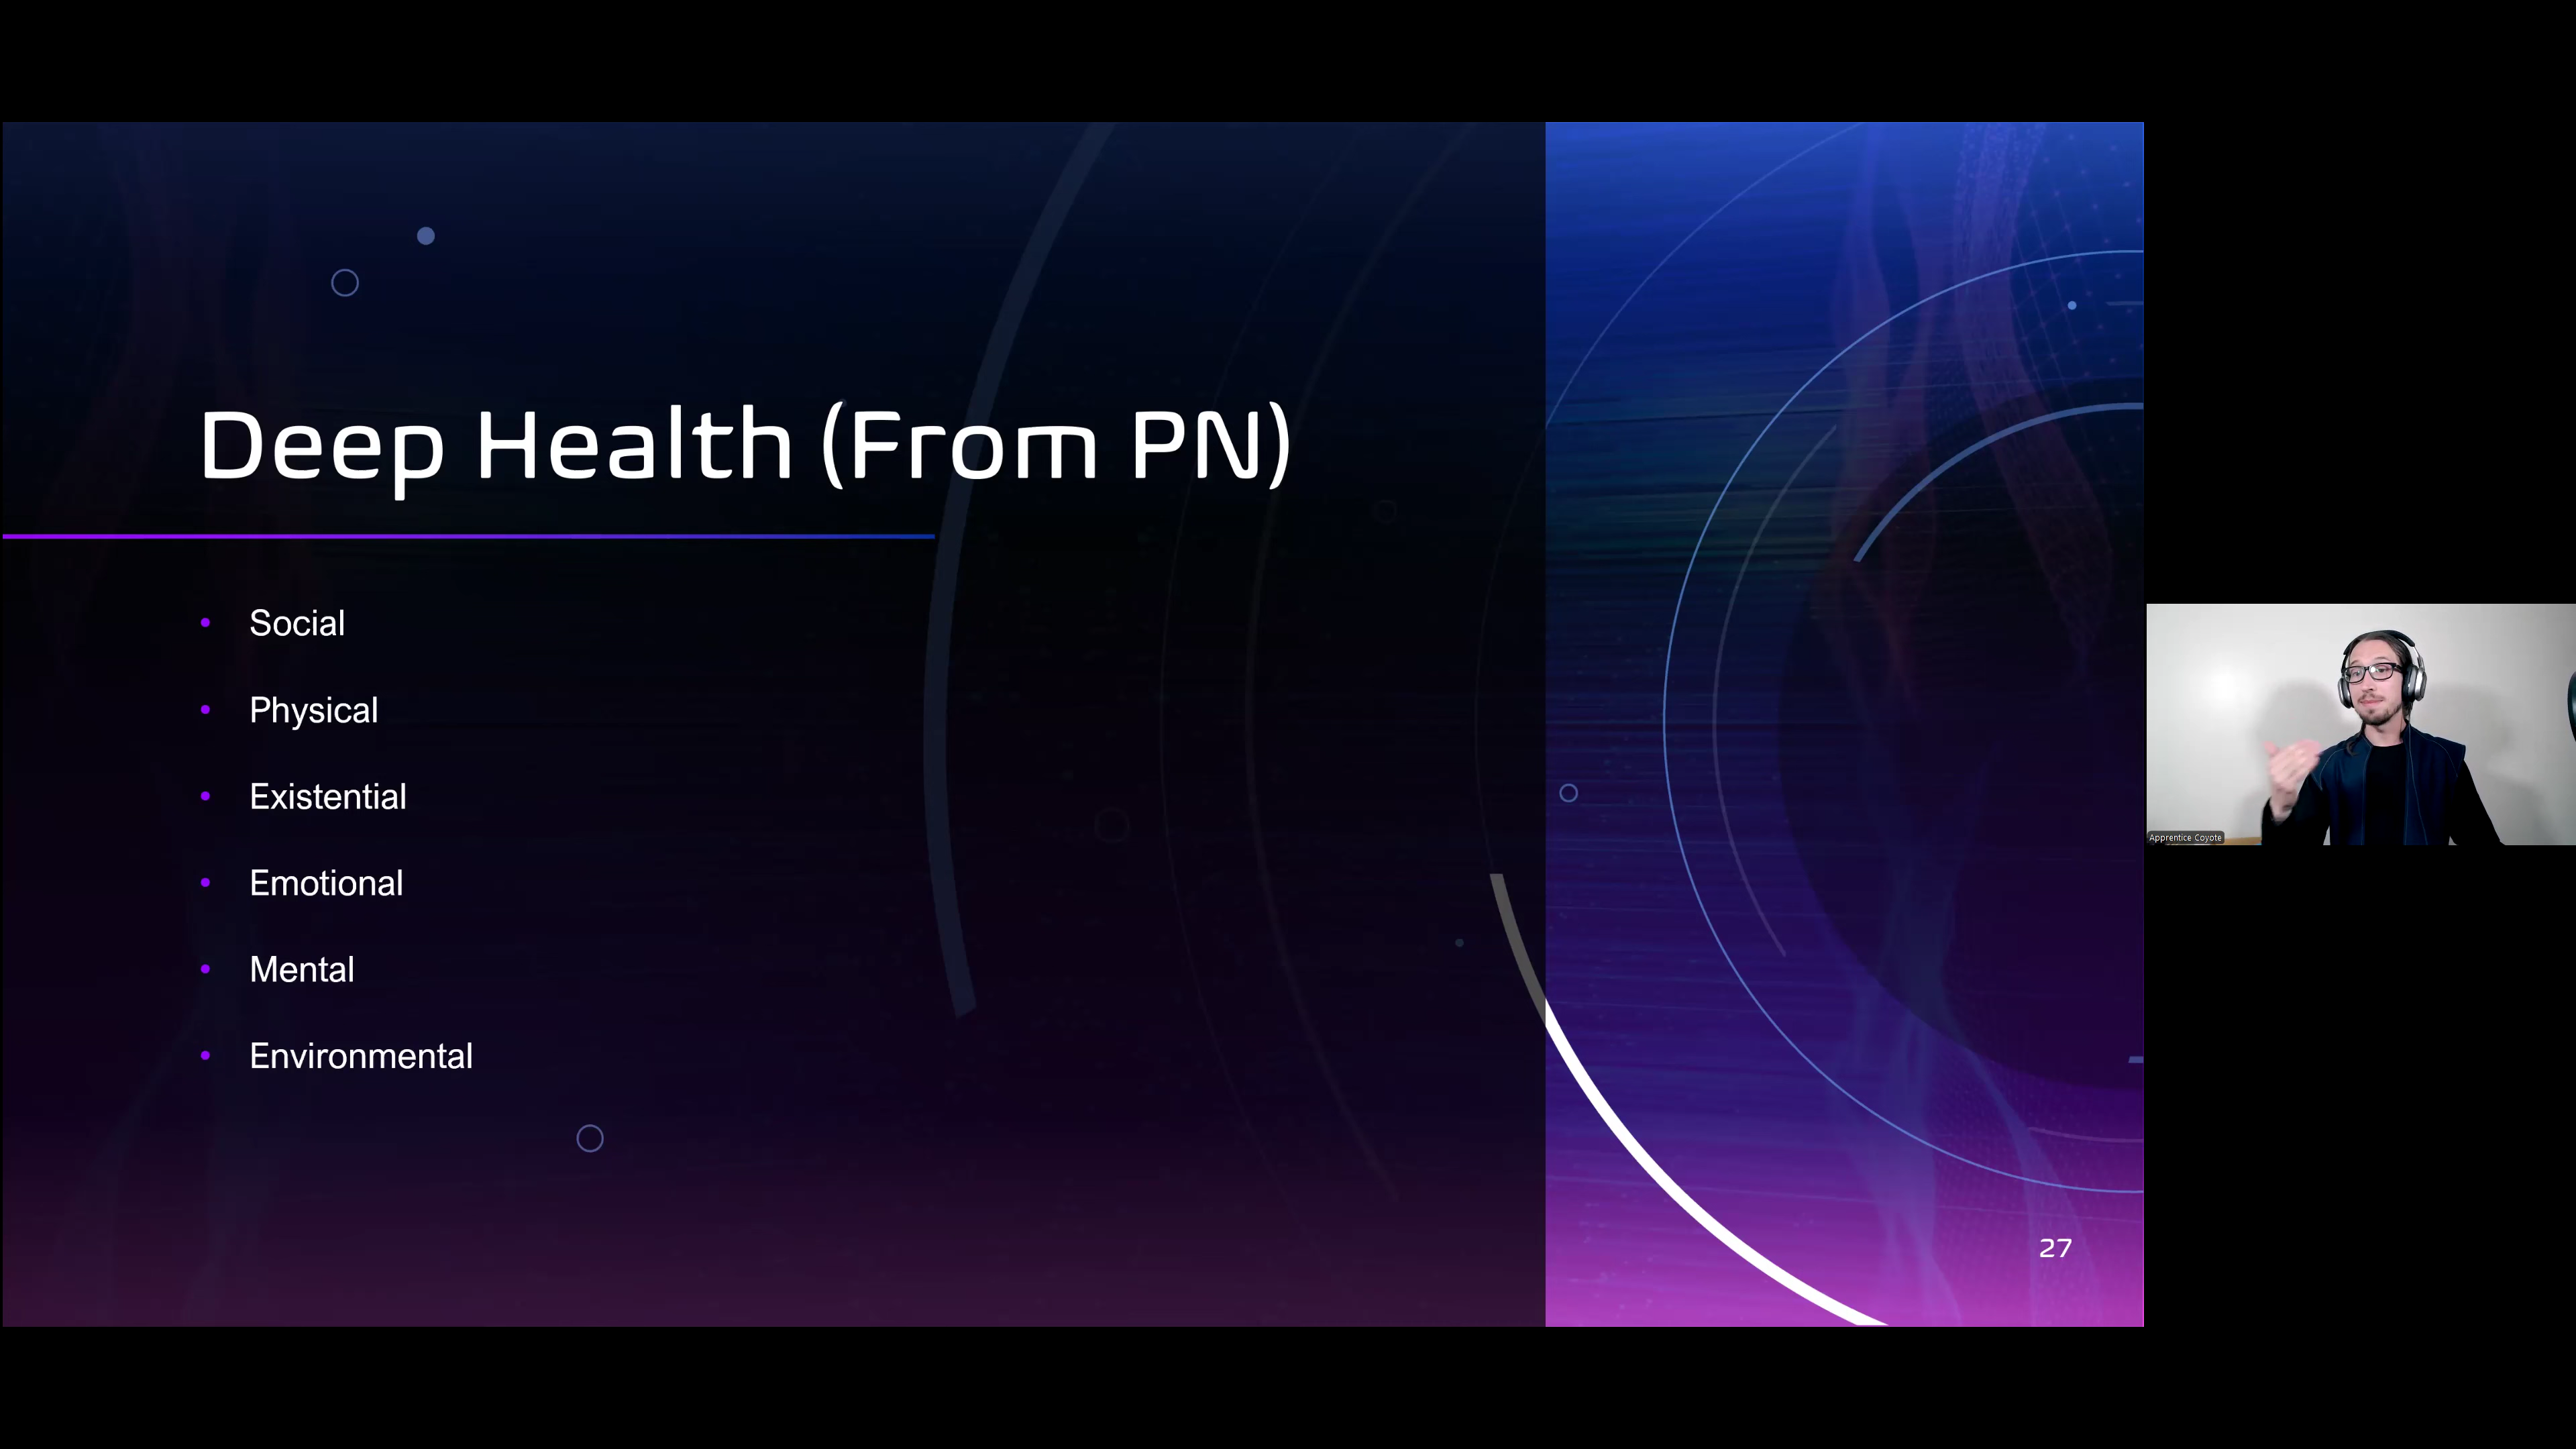 Deep Health (From PN)
Social
Physical
Existential
Emotional
Mental
Environmental
27
Apprentice Coyote